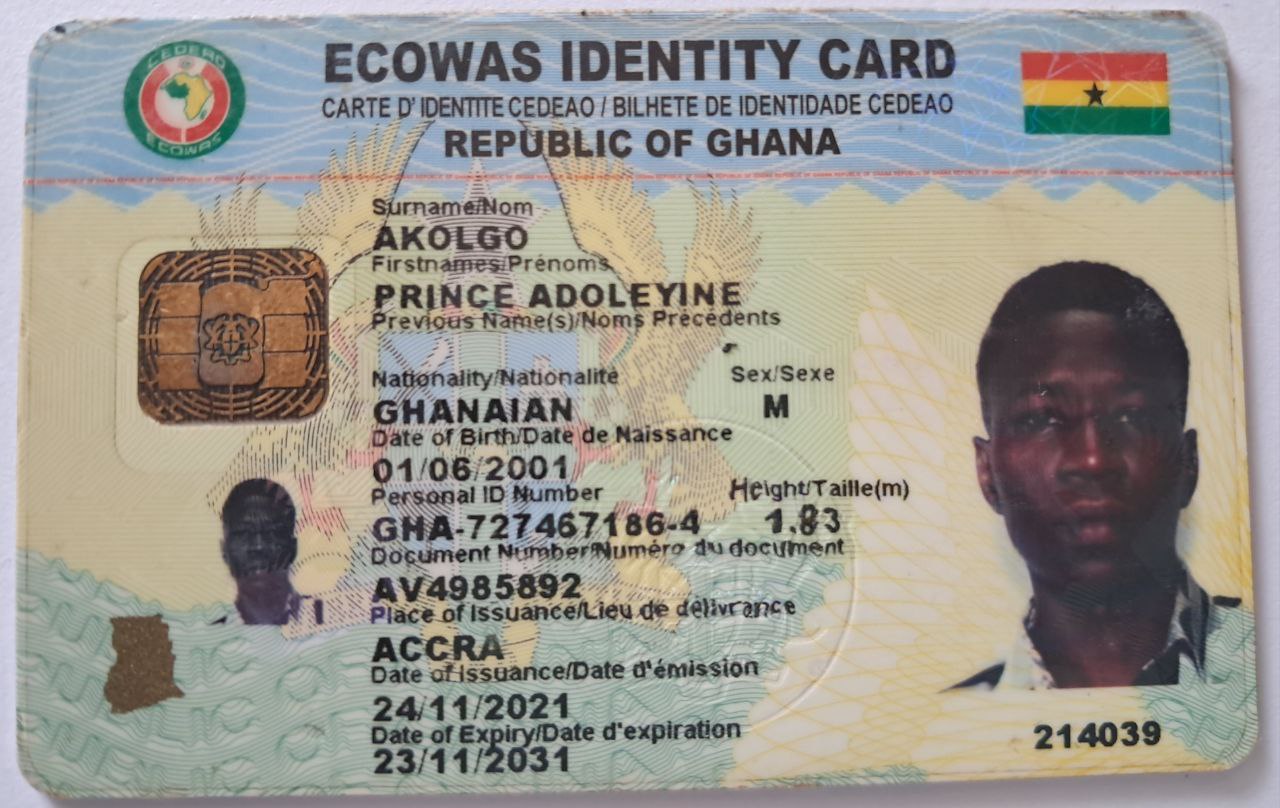 CEDEAO
ECOWAS
ECOWAS IDENTITY CARD
CARTE D'IDENTITE CEDEAO / BILHETE DE IDENTIDADE CEDEAO
REPUBLIC OF GHANA
Surname/Nom
AKOLGO
Firstnames/Prénoms
PRINCE ADOLEYINE
Previous Name(s)/Noms Précédents
Nationality/Nationalité Sex/Sexe
GHANAIAN M
Date of Birth/Date de Naissance
01/06/2001
Personal ID Number Height/Taille(m)
GHA-727467186-4 1.83
Document Number/Numéro du document
AV4985892
Place of Issuance/Lieu de délivrance
ACCRA
Date of Issuance/Date d'émission
24/11/2021
Date of Expiry/Date d'expiration
23/11/2031
214039